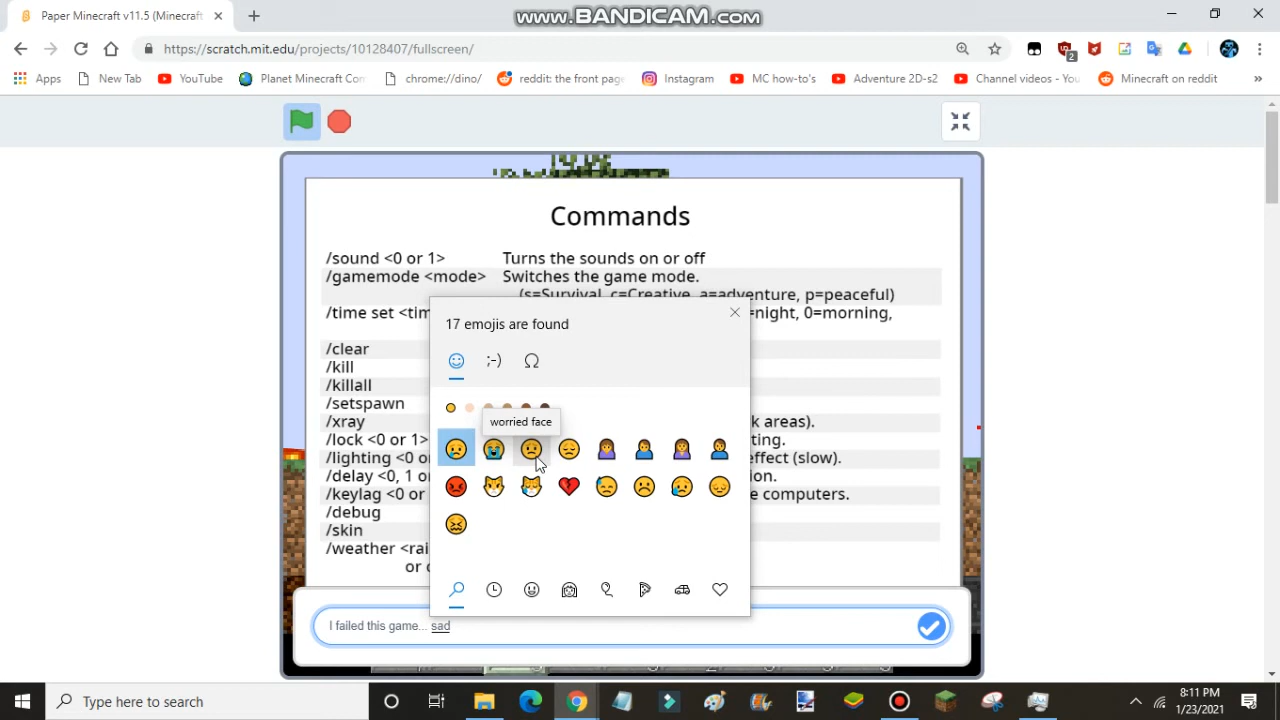 Paper Minecraft v11.5 (Minecraft
www.BANDICAM.com
https://scratch.mit.edu/projects/10128407/fullscreen/
2
Apps New Tab YouTube Planet Minecraft Com chrome://dino/ reddit: the front page Instagram MC how-to's Adventure 2D-s2 Channel videos - You Minecraft on reddit »
Commands
/sound <0 or 1> Turns the sounds on or off
/gamemode <mode> Switches the game mode.
(s=Survival, c=Creative, a=adventure, p=peaceful)
/time set <tim =night, 0=morning,
/clear
/kill
/killall
/setspawn
/xray k areas).
/lock <0 or 1> ting.
/lighting <0 or effect (slow).
/delay <0, 1 or ion.
/keylag <0 or e computers.
/debug
/skin
/weather <rai
or c
17 emojis are found
;-) Ω
worried face
I failed this game... sad
Type here to search
8:11 PM
1/23/2021